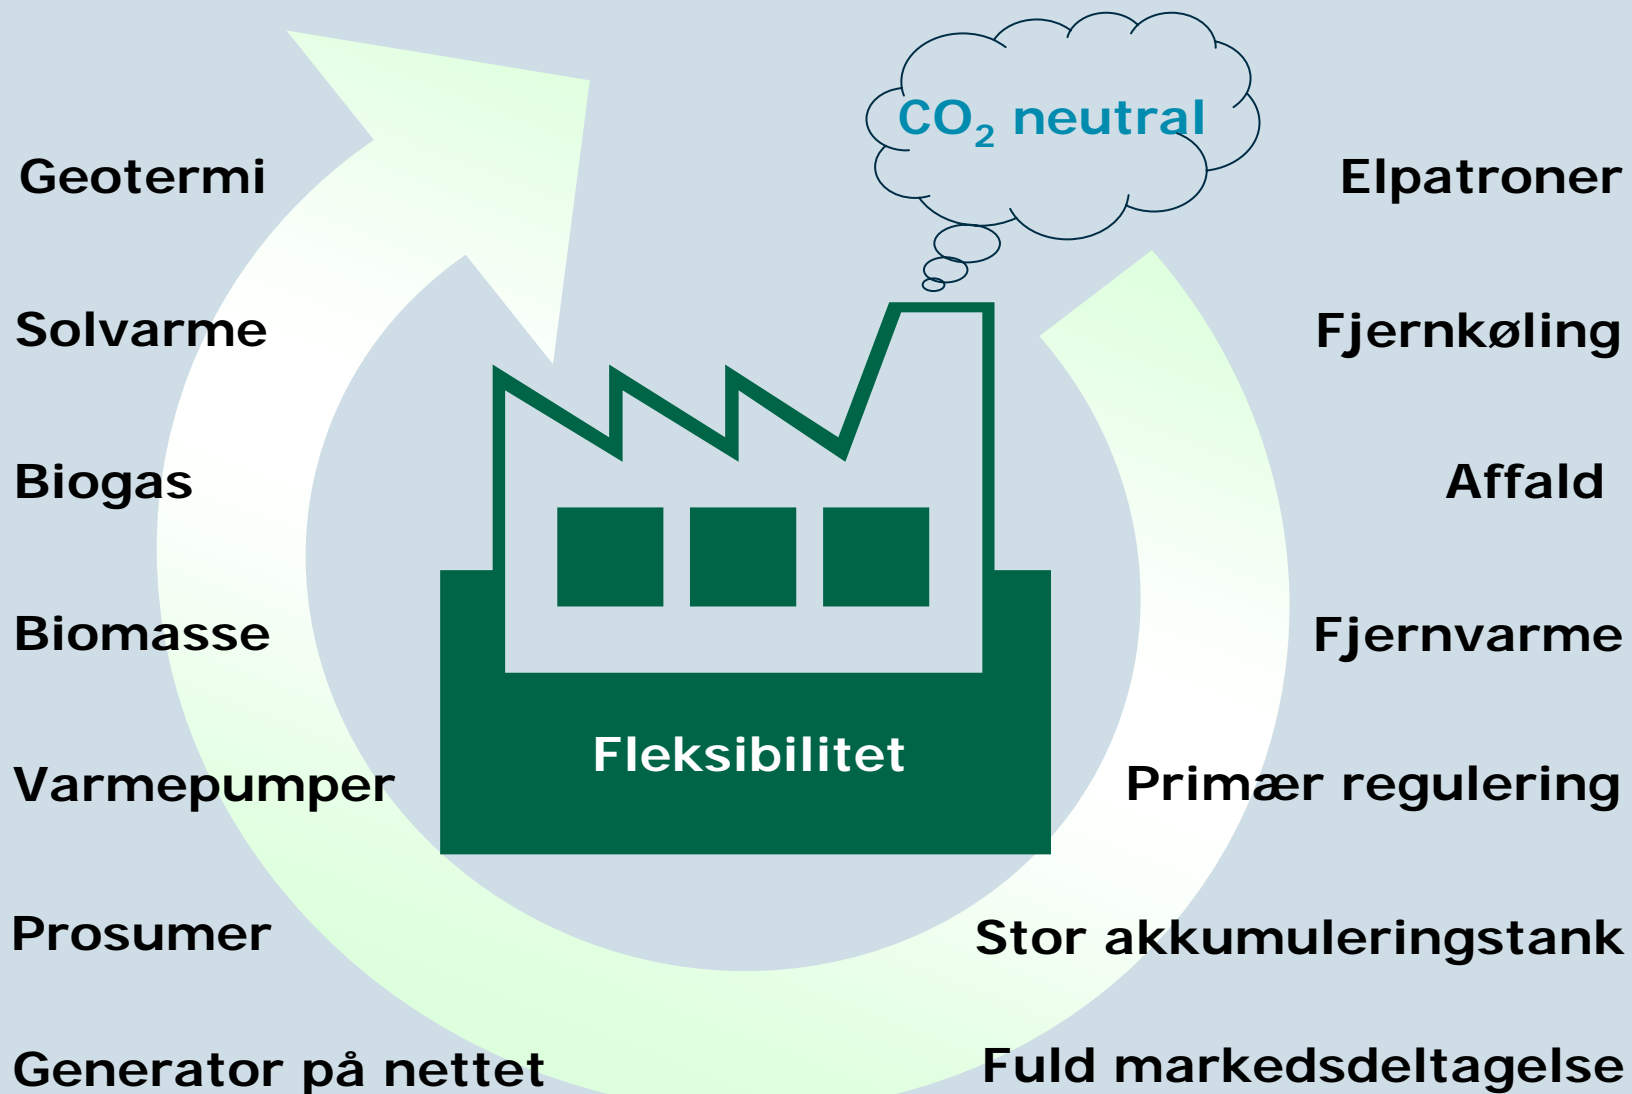 CO₂ neutral
Geotermi
Elpatroner
Solvarme
Fjernkøling
Biogas
Affald
Biomasse
Fjernvarme
Fleksibilitet
Varmepumper
Primær regulering
Prosumer
Stor akkumuleringstank
Generator på nettet
Fuld markedsdeltagelse